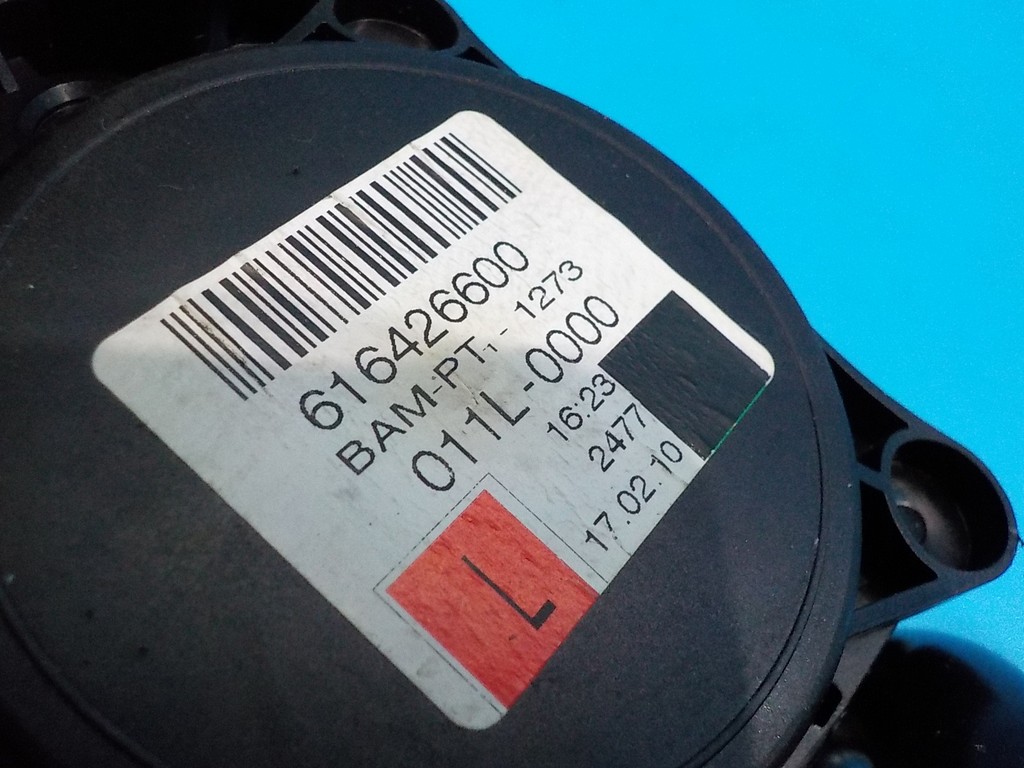 616426600
BAM-PT1 - 1273
011L-0000
16:23
2477
17.02.10
L